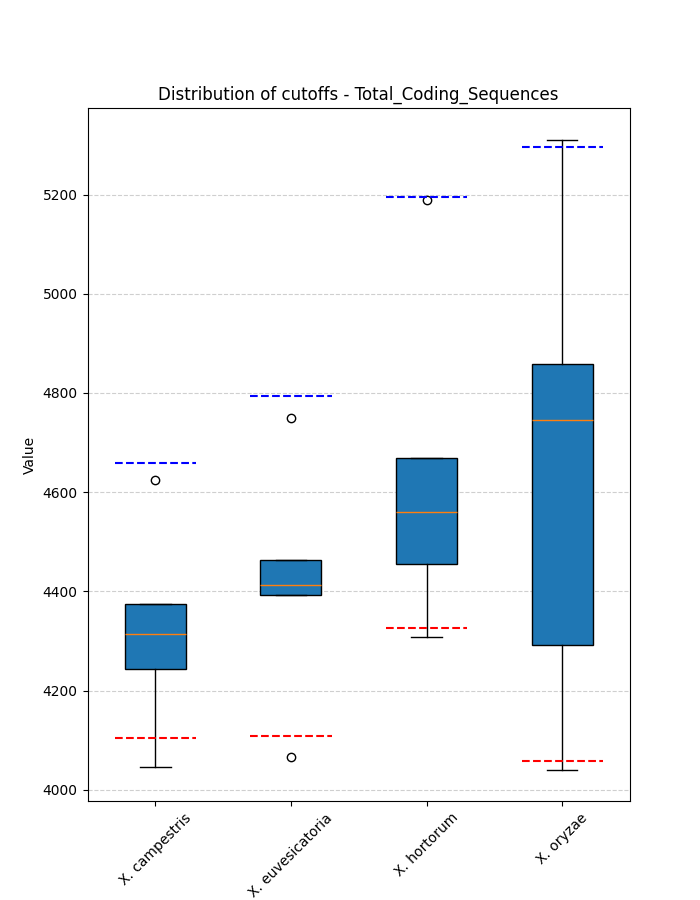 Distribution of cutoffs - Total_Coding_Sequences
Value
5200
5000
4800
4600
4400
4200
4000
X. campestris
X. euvesicatoria
X. hortorum
X. oryzae